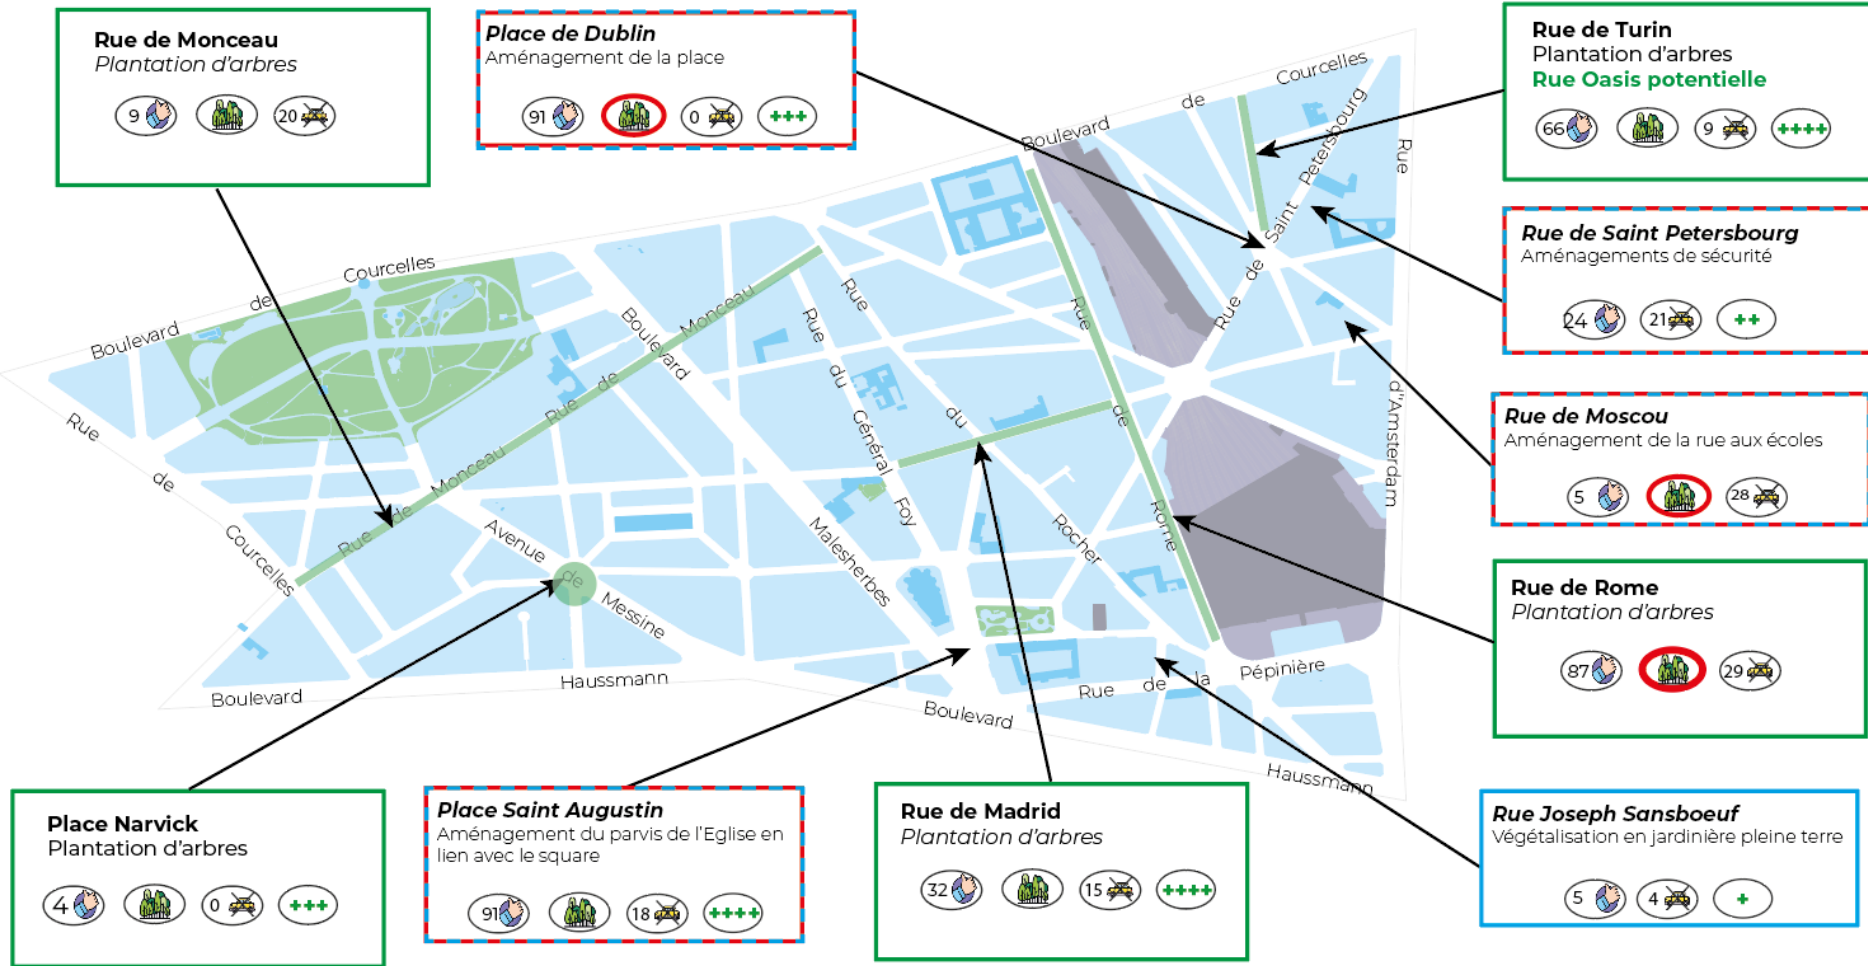 Rue de Monceau
Plantation d'arbres
9
20
Place de Dublin
Aménagement de la place
91
0
+++
Rue de Turin
Plantation d'arbres
Rue Oasis potentielle
66
9
++++
Rue de Saint Petersbourg
Aménagements de sécurité
24
21
++
Rue de Moscou
Aménagement de la rue aux écoles
5
28
Rue de Rome
Plantation d'arbres
87
29
Boulevard de Courcelles
Boulevard de Courcelles
Rue de Saint Petersbourg
Rue d"Amsterdam
Rue de Courcelles
Rue de Monceau Rue de Monceau
Boulevard Malesherbes
Rue du Général Foy
Rue du Rocher
Rue de Rome
Avenue de Messine
Boulevard Haussmann
Boulevard Haussmann
Rue de la Pépinière
Place Narvick
Plantation d'arbres
4
0
+++
Place Saint Augustin
Aménagement du parvis de l'Eglise en
lien avec le square
91
18
++++
Rue de Madrid
Plantation d'arbres
32
15
++++
Rue Joseph Sansboeuf
Végétalisation en jardinière pleine terre
5
4
+